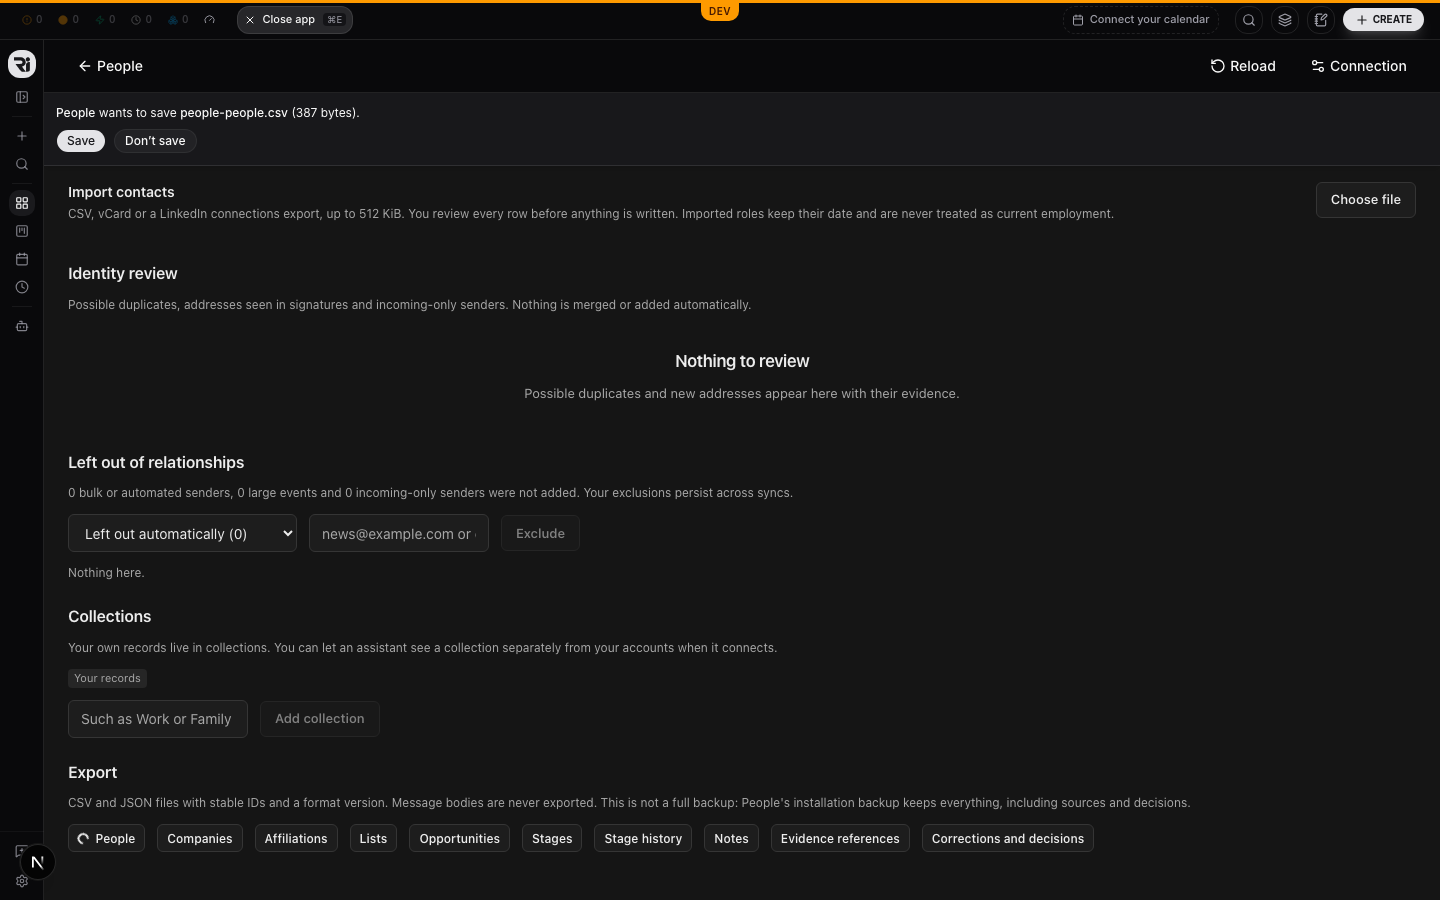 0
0
0
0
0
Close app ⌘E
DEV
Connect your calendar
CREATE
Ri
People
Reload
Connection
People wants to save people-people.csv (387 bytes).
Save
Don’t save
Import contacts
CSV, vCard or a LinkedIn connections export, up to 512 KiB. You review every row before anything is written. Imported roles keep their date and are never treated as current employment.
Choose file
Identity review
Possible duplicates, addresses seen in signatures and incoming-only senders. Nothing is merged or added automatically.
Nothing to review
Possible duplicates and new addresses appear here with their evidence.
Left out of relationships
0 bulk or automated senders, 0 large events and 0 incoming-only senders were not added. Your exclusions persist across syncs.
Left out automatically (0)
news@example.com or
Exclude
Nothing here.
Collections
Your own records live in collections. You can let an assistant see a collection separately from your accounts when it connects.
Your records
Such as Work or Family
Add collection
Export
CSV and JSON files with stable IDs and a format version. Message bodies are never exported. This is not a full backup: People's installation backup keeps everything, including sources and decisions.
People
Companies
Affiliations
Lists
Opportunities
Stages
Stage history
Notes
Evidence references
Corrections and decisions
N